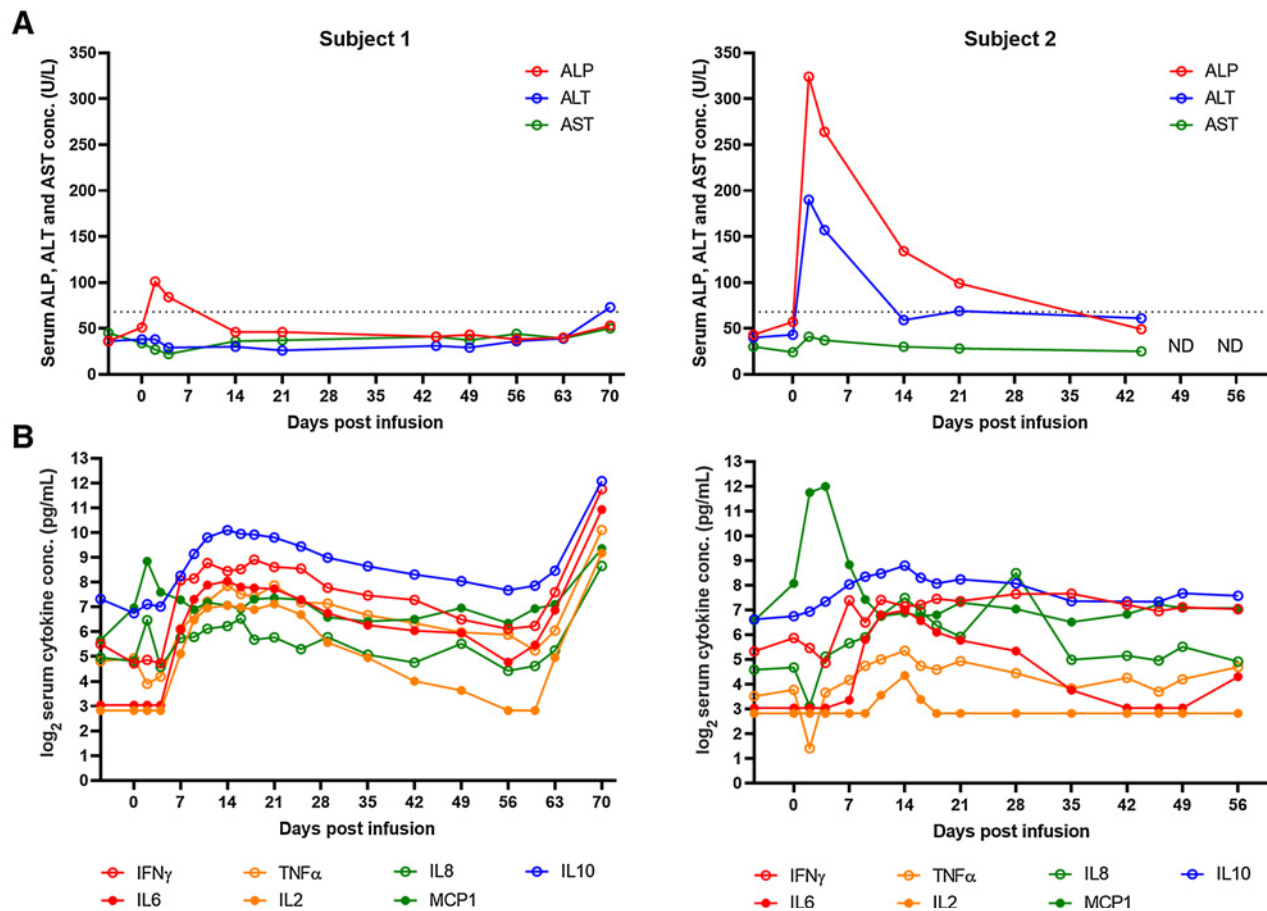 A
Subject 1
Serum ALP, ALT and AST conc. (U/L)
350
300
250
200
150
100
50
0
ALP
ALT
AST
0 7 14 21 28 35 42 49 56 63 70
Days post infusion
Subject 2
Serum ALP, ALT and AST conc. (U/L)
350
300
250
200
150
100
50
0
ALP
ALT
AST
ND ND
0 7 14 21 28 35 42 49 56
Days post infusion
B
log2 serum cytokine conc. (pg/mL)
13
12
11
10
9
8
7
6
5
4
3
2
1
0
0 7 14 21 28 35 42 49 56 63 70
Days post infusion
IFNγ TNFα IL8 IL10
IL6 IL2 MCP1
log2 serum cytokine conc. (pg/mL)
13
12
11
10
9
8
7
6
5
4
3
2
1
0
0 7 14 21 28 35 42 49 56
Days post infusion
IFNγ TNFα IL8 IL10
IL6 IL2 MCP1